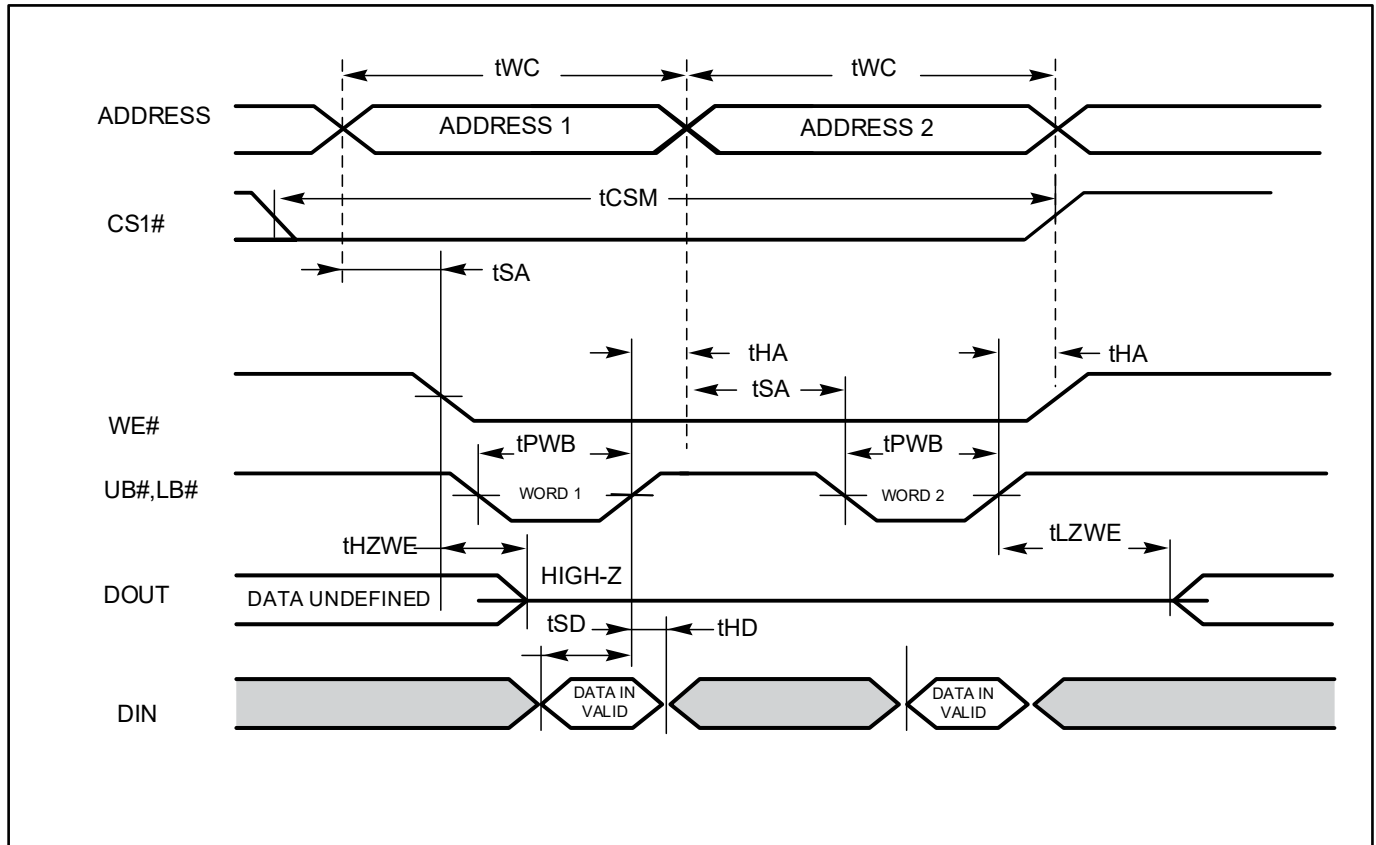 tWC
tWC
ADDRESS
ADDRESS 1
ADDRESS 2
tCSM
CS1#
tSA
tHA
tHA
tSA
WE#
tPWB
tPWB
UB#,LB#
WORD 1
WORD 2
tHZWE
tLZWE
HIGH-Z
DOUT
DATA UNDEFINED
tSD
tHD
DIN
DATA IN
VALID
DATA IN
VALID